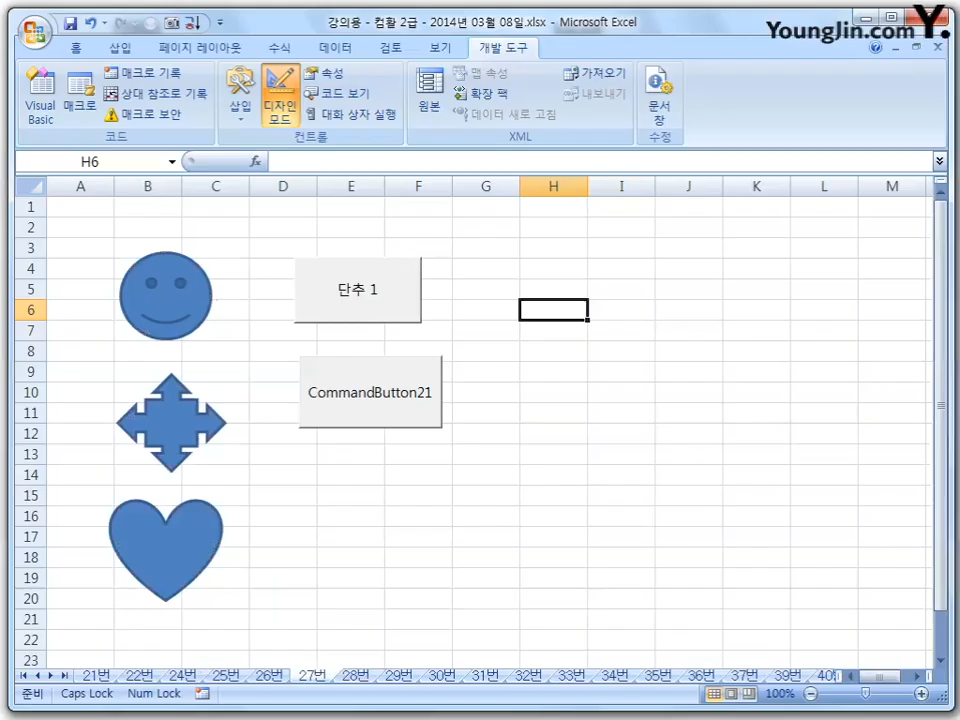 강의용 - 컴활 2급 - 2014년 03월 08일.xlsx - Microsoft Excel
YoungJin.com Y.
홈 삽입 페이지 레이아웃 수식 데이터 검토 보기 개발 도구
Visual Basic
매크로
매크로 기록
상대 참조로 기록
매크로 보안
코드
삽입
디자인 모드
속성
코드 보기
대화 상자 실행
컨트롤
원본
맵 속성
확장 팩
데이터 새로 고침
가져오기
내보내기
XML
문서 창
수정
H6
fx
A B C D E F G H I J K L M
1
2
3
4
5
6
7
8
9
10
11
12
13
14
15
16
17
18
19
20
21
22
23
단추 1
CommandButton21
21번 22번 24번 25번 26번 27번 28번 29번 30번 31번 32번 33번 34번 35번 36번 37번 39번 40
준비 Caps Lock Num Lock 100%